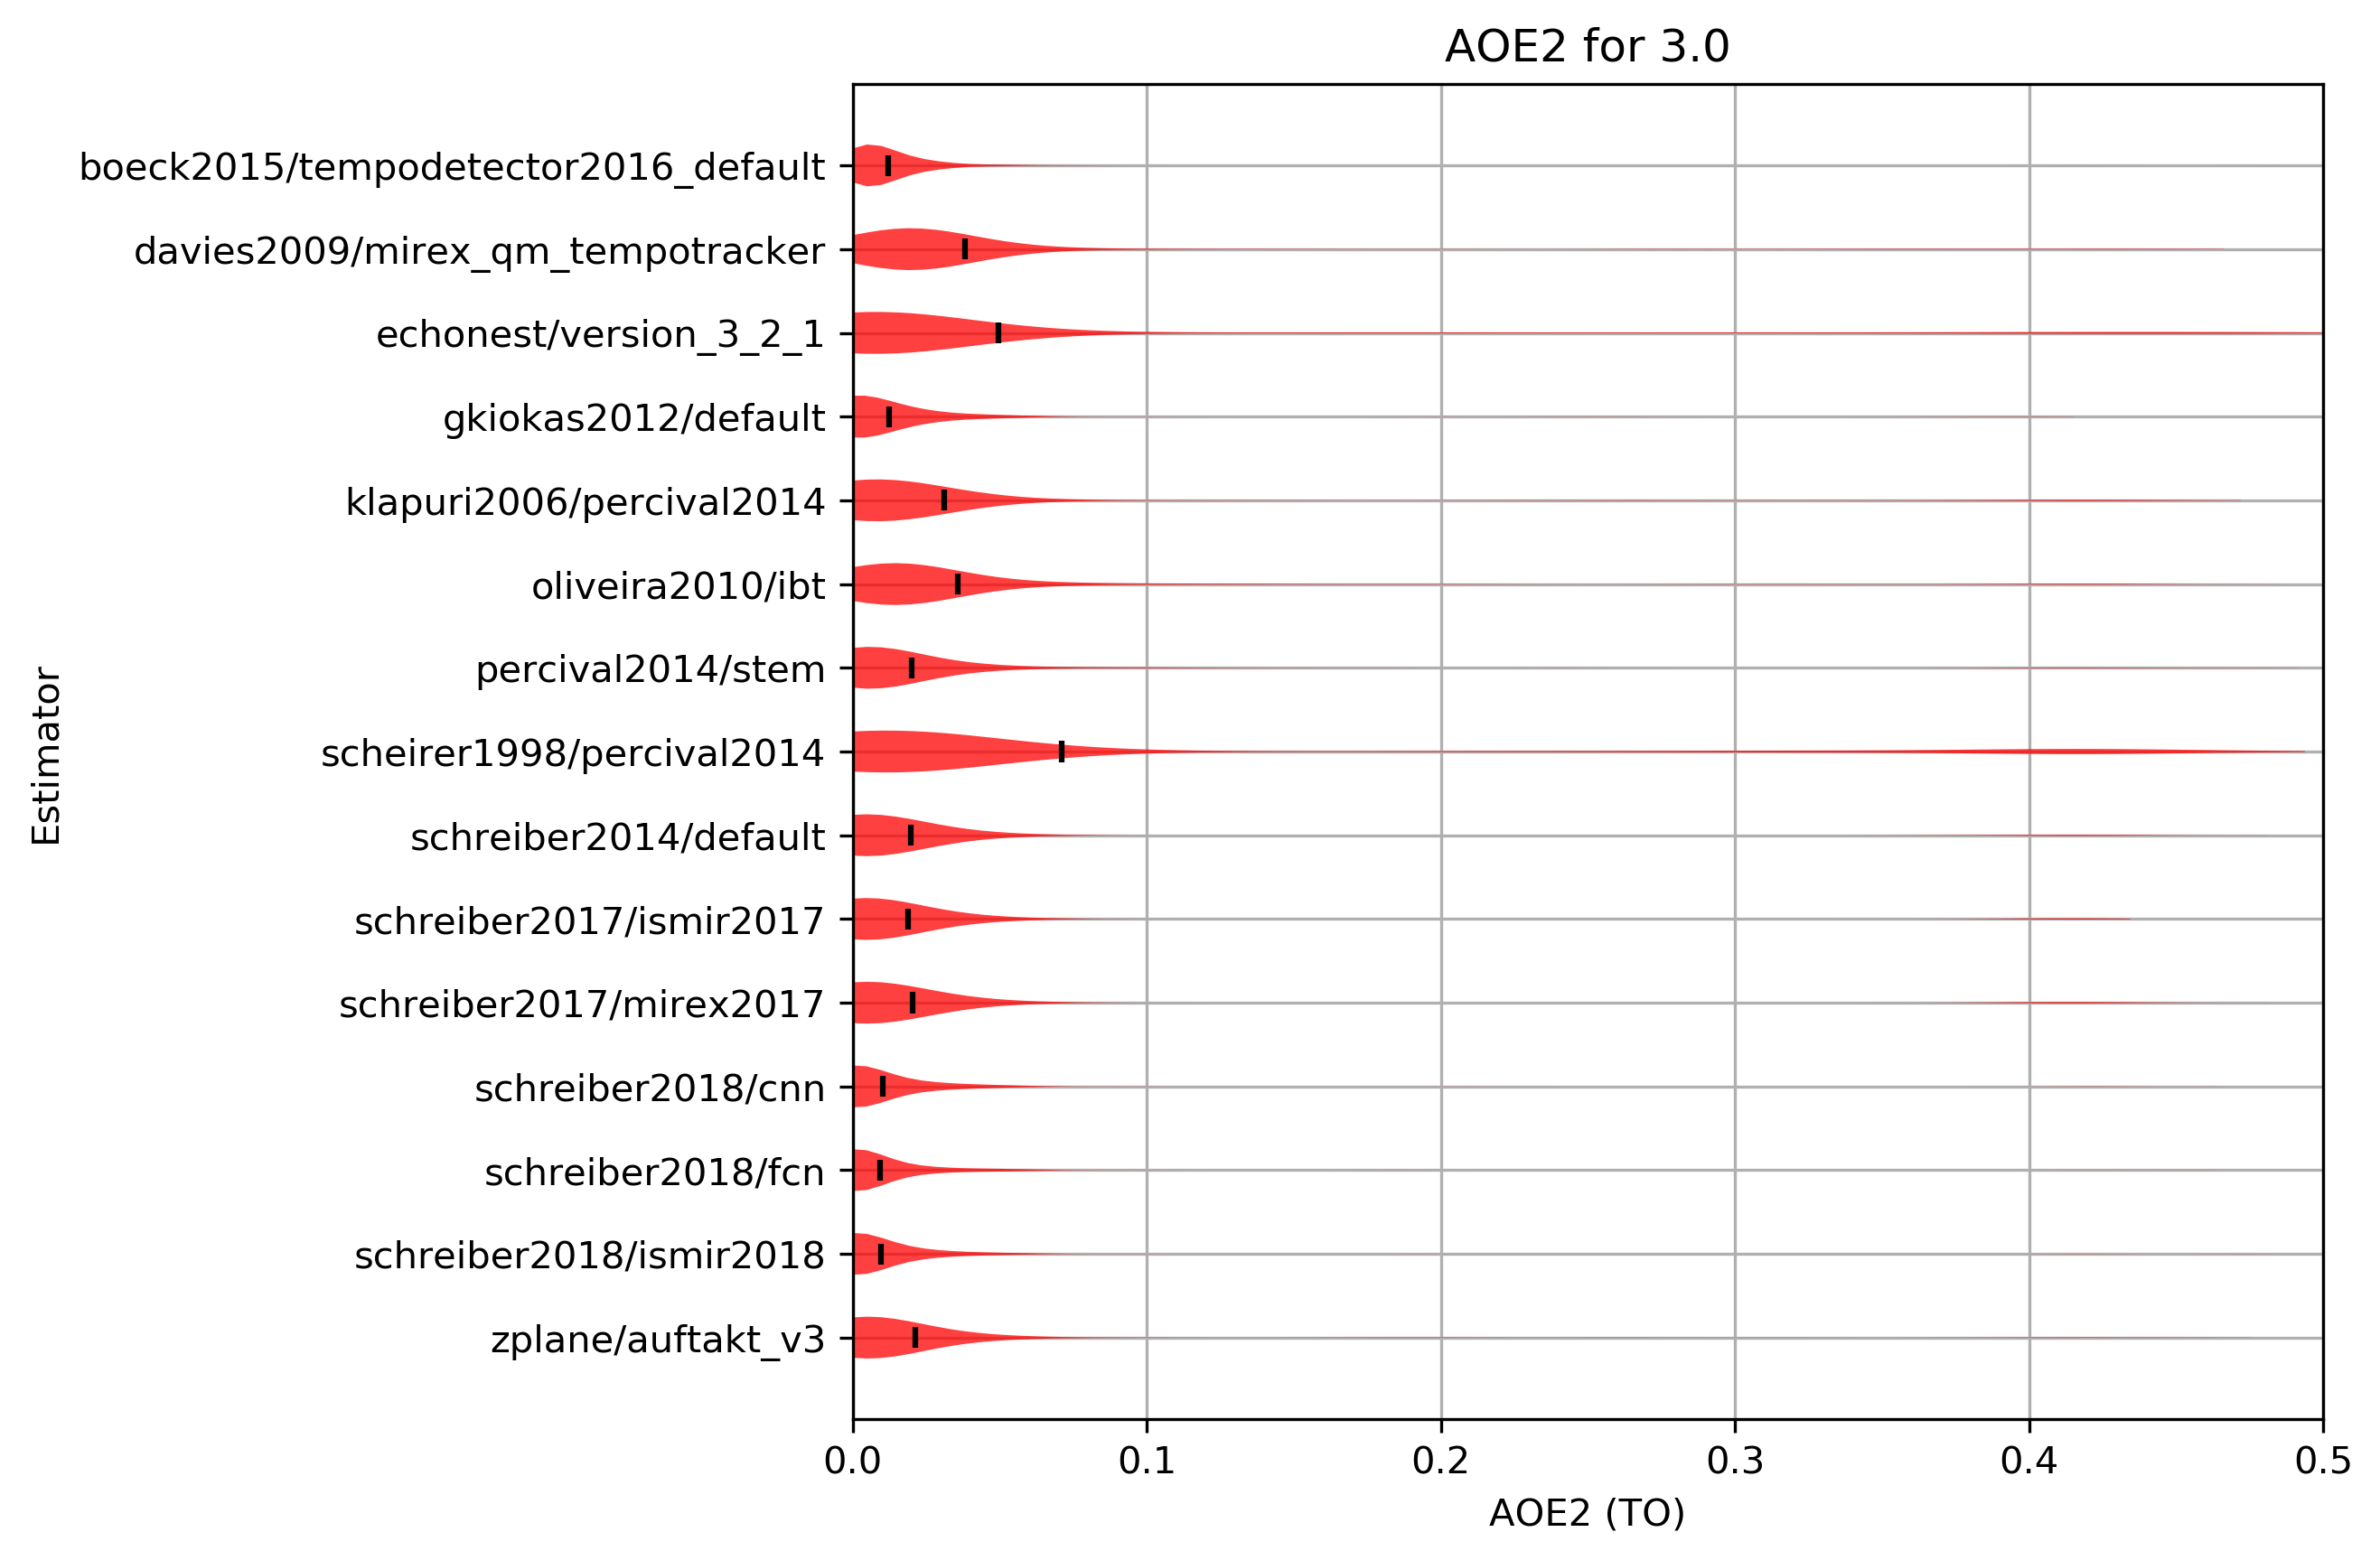 AOE2 for 3.0
boeck2015/tempodetector2016_default
davies2009/mirex_qm_tempotracker
echonest/version_3_2_1
gkiokas2012/default
klapuri2006/percival2014
oliveira2010/ibt
percival2014/stem
scheirer1998/percival2014
schreiber2014/default
schreiber2017/ismir2017
schreiber2017/mirex2017
schreiber2018/cnn
schreiber2018/fcn
schreiber2018/ismir2018
zplane/auftakt_v3
Estimator
0.0 0.1 0.2 0.3 0.4 0.5
AOE2 (TO)